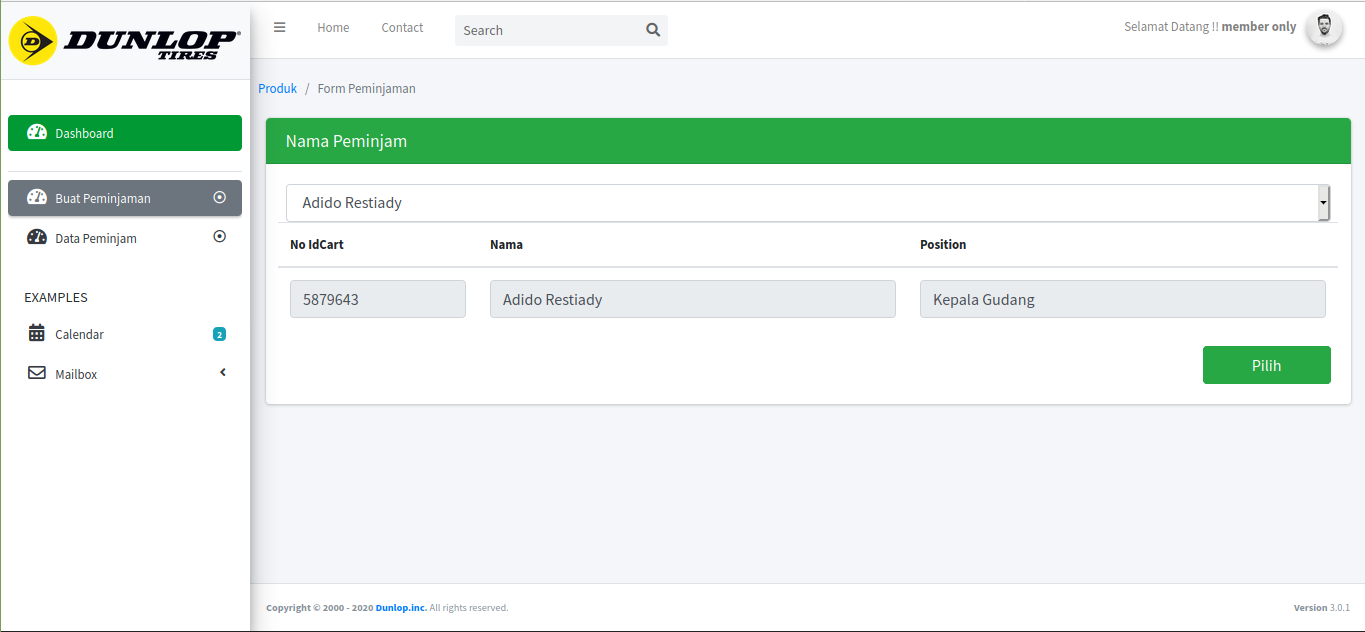 DUNLOP
TIRES
Home Contact Search
Selamat Datang !! member only
Dashboard
Buat Peminjaman
Data Peminjam
EXAMPLES
Calendar 2
Mailbox
Produk / Form Peminjaman
Nama Peminjam
Adido Restiady
No IdCart Nama Position
5879643 Adido Restiady Kepala Gudang
Pilih
Copyright © 2000 - 2020 Dunlop.inc. All rights reserved.
Version 3.0.1